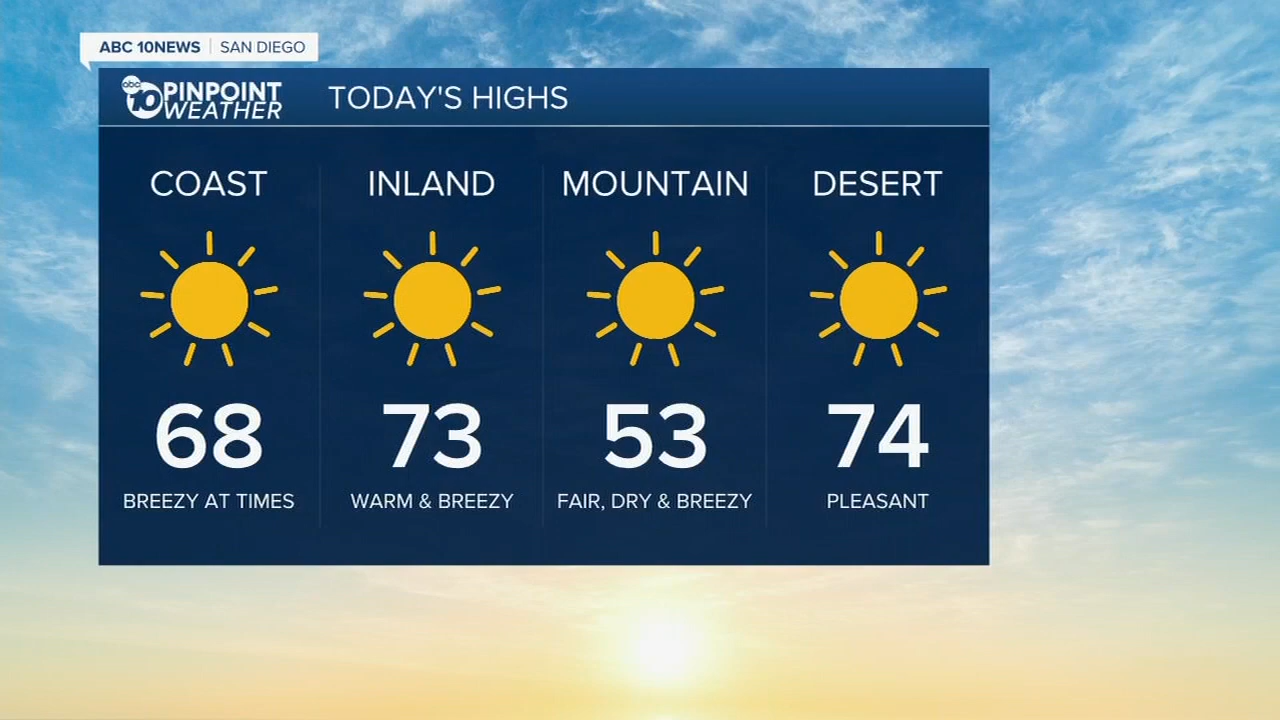 ABC 10NEWS | SAN DIEGO
abc 10 PINPOINT WEATHER
TODAY'S HIGHS
COAST
INLAND
MOUNTAIN
DESERT
68
73
53
74
BREEZY AT TIMES
WARM & BREEZY
FAIR, DRY & BREEZY
PLEASANT